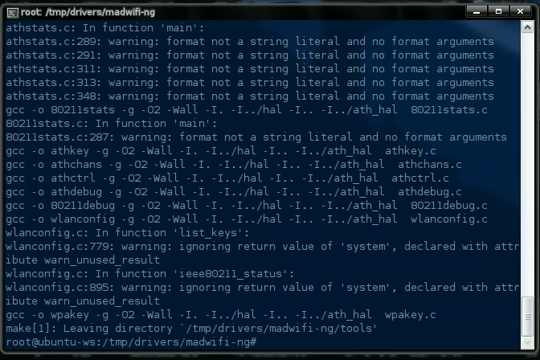 root: /tmp/drivers/madwifi-ng
athstats.c: In function 'main':
athstats.c:289: warning: format not a string literal and no format arguments
athstats.c:291: warning: format not a string literal and no format arguments
athstats.c:311: warning: format not a string literal and no format arguments
athstats.c:313: warning: format not a string literal and no format arguments
athstats.c:348: warning: format not a string literal and no format arguments
gcc -o 80211stats -g -O2 -Wall -I. -I../hal -I.. -I../ath_hal  80211stats.c
80211stats.c: In function 'main':
80211stats.c:287: warning: format not a string literal and no format arguments
gcc -o athkey -g -O2 -Wall -I. -I../hal -I.. -I../ath_hal  athkey.c
gcc -o athchans -g -O2 -Wall -I. -I../hal -I.. -I../ath_hal  athchans.c
gcc -o athctrl -g -O2 -Wall -I. -I../hal -I.. -I../ath_hal  athctrl.c
gcc -o athdebug -g -O2 -Wall -I. -I../hal -I.. -I../ath_hal  athdebug.c
gcc -o 80211debug -g -O2 -Wall -I. -I../hal -I.. -I../ath_hal  80211debug.c
gcc -o wlanconfig -g -O2 -Wall -I. -I../hal -I.. -I../ath_hal  wlanconfig.c
wlanconfig.c: In function 'list_keys':
wlanconfig.c:779: warning: ignoring return value of 'system', declared with attr
ibute warn_unused_result
wlanconfig.c: In function 'ieee80211_status':
wlanconfig.c:895: warning: ignoring return value of 'system', declared with attr
ibute warn_unused_result
gcc -o wpakey -g -O2 -Wall -I. -I../hal -I.. -I../ath_hal  wpakey.c
make[1]: Leaving directory `/tmp/drivers/madwifi-ng/tools'
root@ubuntu-ws:/tmp/drivers/madwifi-ng#